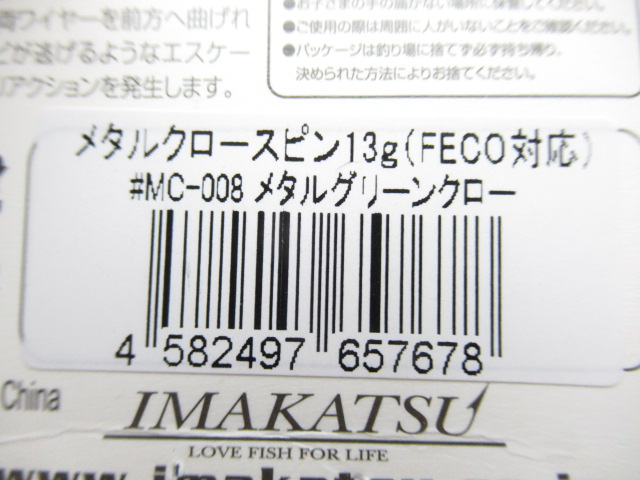 両ワイヤーを前方へ曲げれ
どが逃げるようなエスケー
リアクションを発生します。
●お子さまの手の届かない場所に保管してください。
●ご使用の際は周囲に人がいないことをご確認ください。
●パッケージは釣り場に捨てず必ず持ち帰り、
決められた方法によりお捨てください。
メタルクロースピン13g(FECO対応)
#MC-008 メタルグリーンクロー
4 582497 657678
China
IMAKATSU
LOVE FISH FOR LIFE